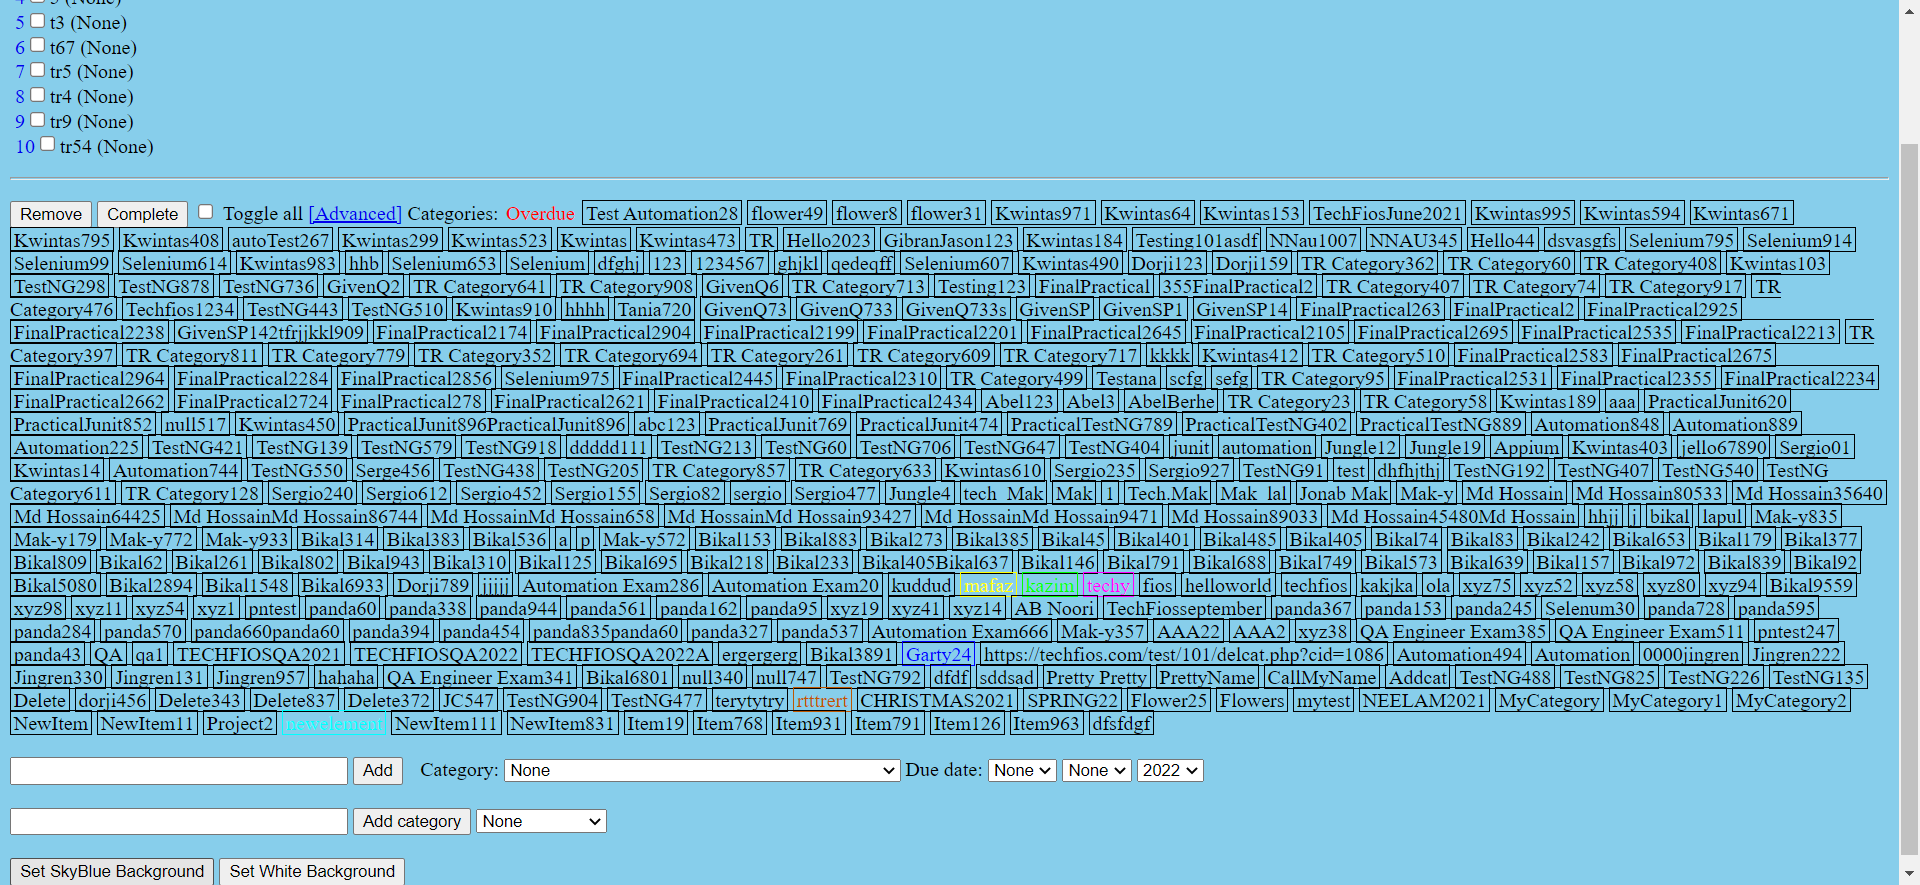 5 t3 (None)
6 t67 (None)
7 tr5 (None)
8 tr4 (None)
9 tr9 (None)
10 tr54 (None)
Remove Complete Toggle all [Advanced] Categories: Overdue Test Automation28 flower49 flower8 flower31 Kwintas971 Kwintas64 Kwintas153 TechFiosJune2021 Kwintas995 Kwintas594 Kwintas671
Kwintas795 Kwintas408 autoTest267 Kwintas299 Kwintas523 Kwintas Kwintas473 TR Hello2023 GibranJason123 Kwintas184 Testing101asdf NNau1007 NNAU345 Hello44 dsvasgfs Selenium795 Selenium914
Selenium99 Selenium614 Kwintas983 hhb Selenium653 Selenium dfghj 123 1234567 ghjkl qedeqff Selenium607 Kwintas490 Dorji123 Dorji159 TR Category362 TR Category60 TR Category408 Kwintas103
TestNG298 TestNG878 TestNG736 GivenQ2 TR Category641 TR Category908 GivenQ6 TR Category713 Testing123 FinalPractical 355FinalPractical2 TR Category407 TR Category74 TR Category917 TR
Category476 Techfios1234 TestNG443 TestNG510 Kwintas910 hhhh Tania720 GivenQ73 GivenQ733 GivenQ733s GivenSP GivenSP1 GivenSP14 FinalPractical263 FinalPractical2 FinalPractical2925
FinalPractical2238 GivenSP142tfrjjkkl909 FinalPractical2174 FinalPractical2904 FinalPractical2199 FinalPractical2201 FinalPractical2645 FinalPractical2105 FinalPractical2695 FinalPractical2535 FinalPractical2213 TR
Category397 TR Category811 TR Category779 TR Category352 TR Category694 TR Category261 TR Category609 TR Category717 kkkk Kwintas412 TR Category510 FinalPractical2583 FinalPractical2675
FinalPractical2964 FinalPractical2284 FinalPractical2856 Selenium975 FinalPractical2445 FinalPractical2310 TR Category499 Testana scfg sefg TR Category95 FinalPractical2531 FinalPractical2355 FinalPractical2234
FinalPractical2662 FinalPractical2724 FinalPractical278 FinalPractical2621 FinalPractical2410 FinalPractical2434 Abel123 Abel3 AbelBerhe TR Category23 TR Category58 Kwintas189 aaa PracticalJunit620
PracticalJunit852 null517 Kwintas450 PracticalJunit896PracticalJunit896 abc123 PracticalJunit769 PracticalJunit474 PracticalTestNG789 PracticalTestNG402 PracticalTestNG889 Automation848 Automation889
Automation225 TestNG421 TestNG139 TestNG579 TestNG918 ddddd111 TestNG213 TestNG60 TestNG706 TestNG647 TestNG404 junit automation Jungle12 Jungle19 Appium Kwintas403 jello67890 Sergio01
Kwintas14 Automation744 TestNG550 Serge456 TestNG438 TestNG205 TR Category857 TR Category633 Kwintas610 Sergio235 Sergio927 TestNG91 test dhfhjthj TestNG192 TestNG407 TestNG540 TestNG
Category611 TR Category128 Sergio240 Sergio612 Sergio452 Sergio155 Sergio82 sergio Sergio477 Jungle4 tech_Mak Mak 1 Tech.Mak Mak_lal Jonab Mak Mak-y Md Hossain Md Hossain80533 Md Hossain35640
Md Hossain64425 Md HossainMd Hossain86744 Md HossainMd Hossain658 Md HossainMd Hossain93427 Md HossainMd Hossain9471 Md Hossain89033 Md Hossain45480Md Hossain hhjj j bikal lapul Mak-y835
Mak-y179 Mak-y772 Mak-y933 Bikal314 Bikal383 Bikal536 a p Mak-y572 Bikal153 Bikal883 Bikal273 Bikal385 Bikal45 Bikal401 Bikal485 Bikal405 Bikal74 Bikal83 Bikal242 Bikal653 Bikal179 Bikal377
Bikal809 Bikal62 Bikal261 Bikal802 Bikal943 Bikal310 Bikal125 Bikal695 Bikal218 Bikal233 Bikal405Bikal637 Bikal146 Bikal791 Bikal688 Bikal749 Bikal573 Bikal639 Bikal157 Bikal972 Bikal839 Bikal92
Bikal5080 Bikal2894 Bikal1548 Bikal6933 Dorji789 jjjjj Automation Exam286 Automation Exam20 kuddud mafaz kazim techy fios helloworld techfios kakjka ola xyz75 xyz52 xyz58 xyz80 xyz94 Bikal9559
xyz98 xyz11 xyz54 xyz1 pntest panda60 panda338 panda944 panda561 panda162 panda95 xyz19 xyz41 xyz14 AB Noori TechFiosseptember panda367 panda153 panda245 Selenum30 panda728 panda595
panda284 panda570 panda660panda60 panda394 panda454 panda835panda60 panda327 panda537 Automation Exam666 Mak-y357 AAA22 AAA2 xyz38 QA Engineer Exam385 QA Engineer Exam511 pntest247
panda43 QA qa1 TECHFIOSQA2021 TECHFIOSQA2022 TECHFIOSQA2022A ergergerg Bikal3891 Garty24 https://techfios.com/test/101/delcat.php?cid=1086 Automation494 Automation 0000jingren Jingren222
Jingren330 Jingren131 Jingren957 hahaha QA Engineer Exam341 Bikal6801 null340 null747 TestNG792 dfdf sddsad Pretty Pretty PrettyName CallMyName Addcat TestNG488 TestNG825 TestNG226 TestNG135
Delete dorji456 Delete343 Delete837 Delete372 JC547 TestNG904 TestNG477 terytytry rtttrert CHRISTMAS2021 SPRING22 Flower25 Flowers mytest NEELAM2021 MyCategory MyCategory1 MyCategory2
NewItem NewItem11 Project2 newelement NewItem111 NewItem831 Item19 Item768 Item931 Item791 Item126 Item963 dfsfdgf
Add Category: None Due date: None None 2022
Add category None
Set SkyBlue Background Set White Background